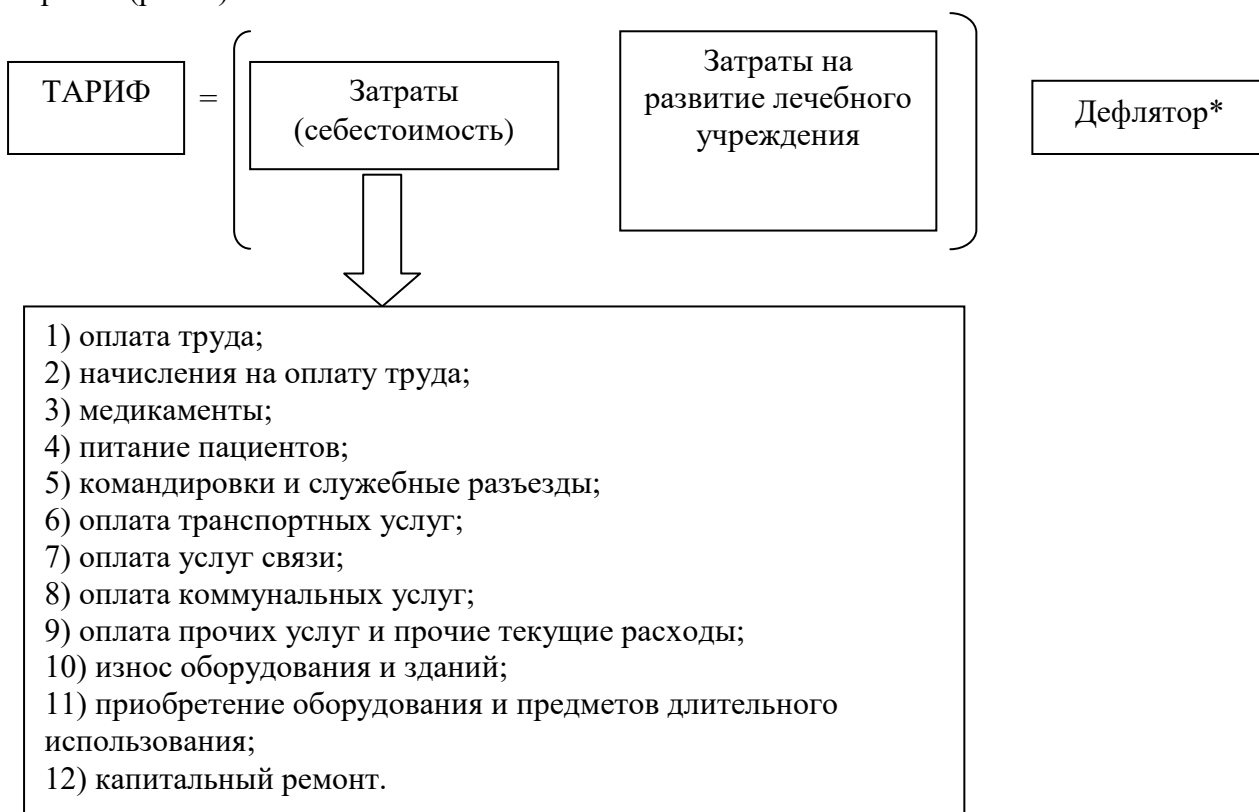 ТАРИФ
=
Затраты
(себестоимость)
Затраты на
развитие лечебного
учреждения
Дефлятор*
1) оплата труда;
2) начисления на оплату труда;
3) медикаменты;
4) питание пациентов;
5) командировки и служебные разъезды;
6) оплата транспортных услуг;
7) оплата услуг связи;
8) оплата коммунальных услуг;
9) оплата прочих услуг и прочие текущие расходы;
10) износ оборудования и зданий;
11) приобретение оборудования и предметов длительного
использования;
12) капитальный ремонт.